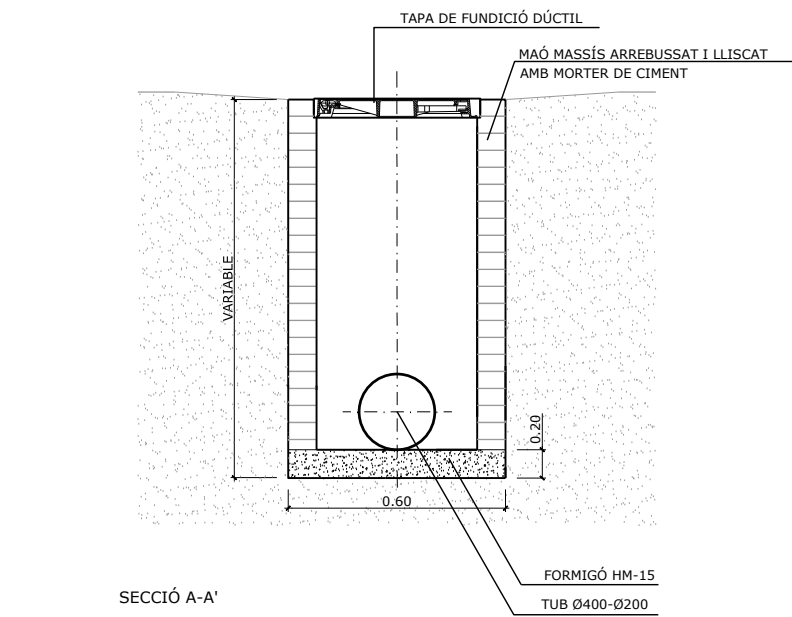 TAPA DE FUNDICIÓ DÚCTIL
MAÓ MASSÍS ARREBUSSAT I LLISCAT
AMB MORTER DE CIMENT
VARIABLE
0.20
0.60
FORMIGÓ HM-15
SECCIÓ A-A'
TUB Ø400-Ø200